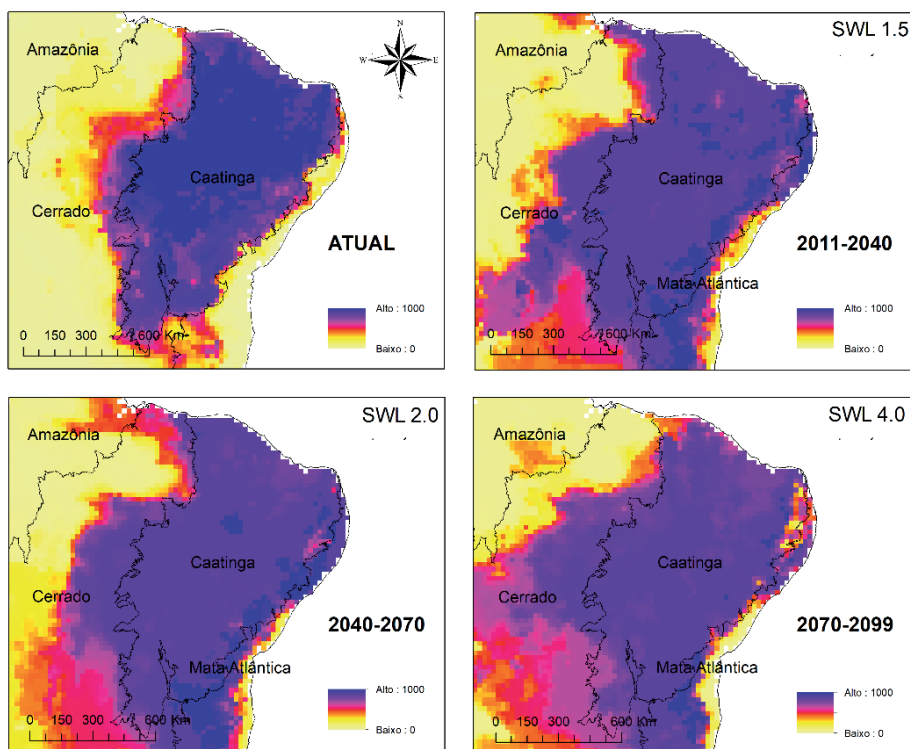 Amazônia
N
W
E
N
Caatinga
Cerrado
ATUAL
Alto : 1000
Baixo : 0
0 150 300 600 Km
SWL 1.5
Amazônia
Caatinga
Cerrado
2011-2040
Mata Atlântica
Alto : 1000
Baixo : 0
0 150 300 600 Km
SWL 2.0
Amazônia
Caatinga
Cerrado
2040-2070
Mata Atlântica
Alto : 1000
Baixo : 0
0 150 300 600 Km
SWL 4.0
Amazônia
Caatinga
Cerrado
2070-2099
Mata Atlântica
Alto : 1000
Baixo : 0
0 150 300 600 Km